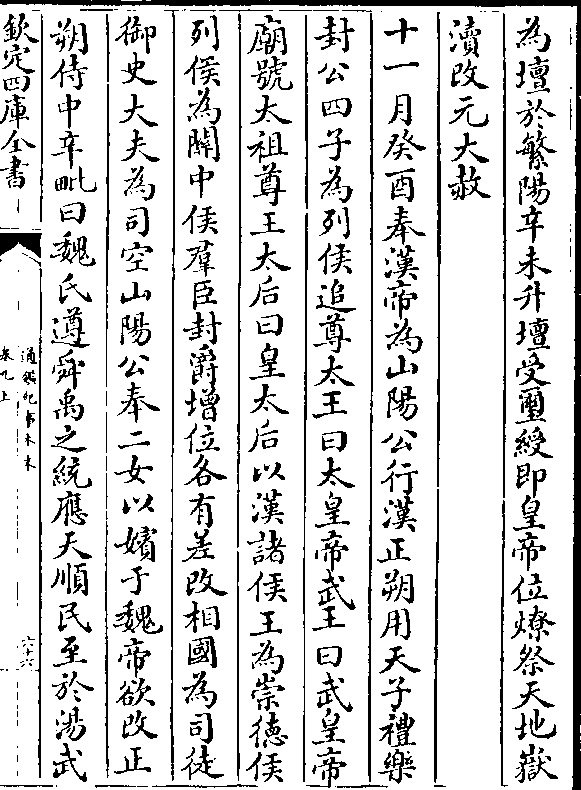 為壇於繁陽辛未升壇受璽綬即皇帝位燎祭天地嶽
瀆改元大赦
十一月癸酉奉漢帝為山陽公行漢正朔用天子禮樂
封公四子為列侯追尊太王曰太皇帝武王曰武皇帝
廟號太祖尊王太后曰皇太后以漢諸侯王為崇徳侯
列侯為關中侯羣臣封爵增位各有差改相國為司徒
御史大夫為司空山陽公奉二女以嬪于魏帝欲改正
朔侍中辛毗曰魏氏遵舜禹之統應天順民至於湯武
欽定四庫全書
通鑑紀事本末
卷九上
六十六